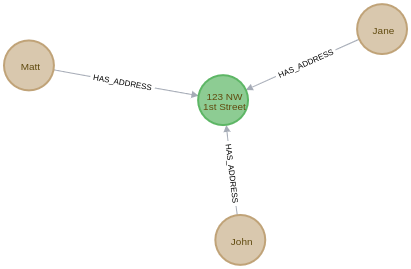 Jane
HAS_ADDRESS
Matt
HAS_ADDRESS
123 NW
1st Street
HAS_ADDRESS
John